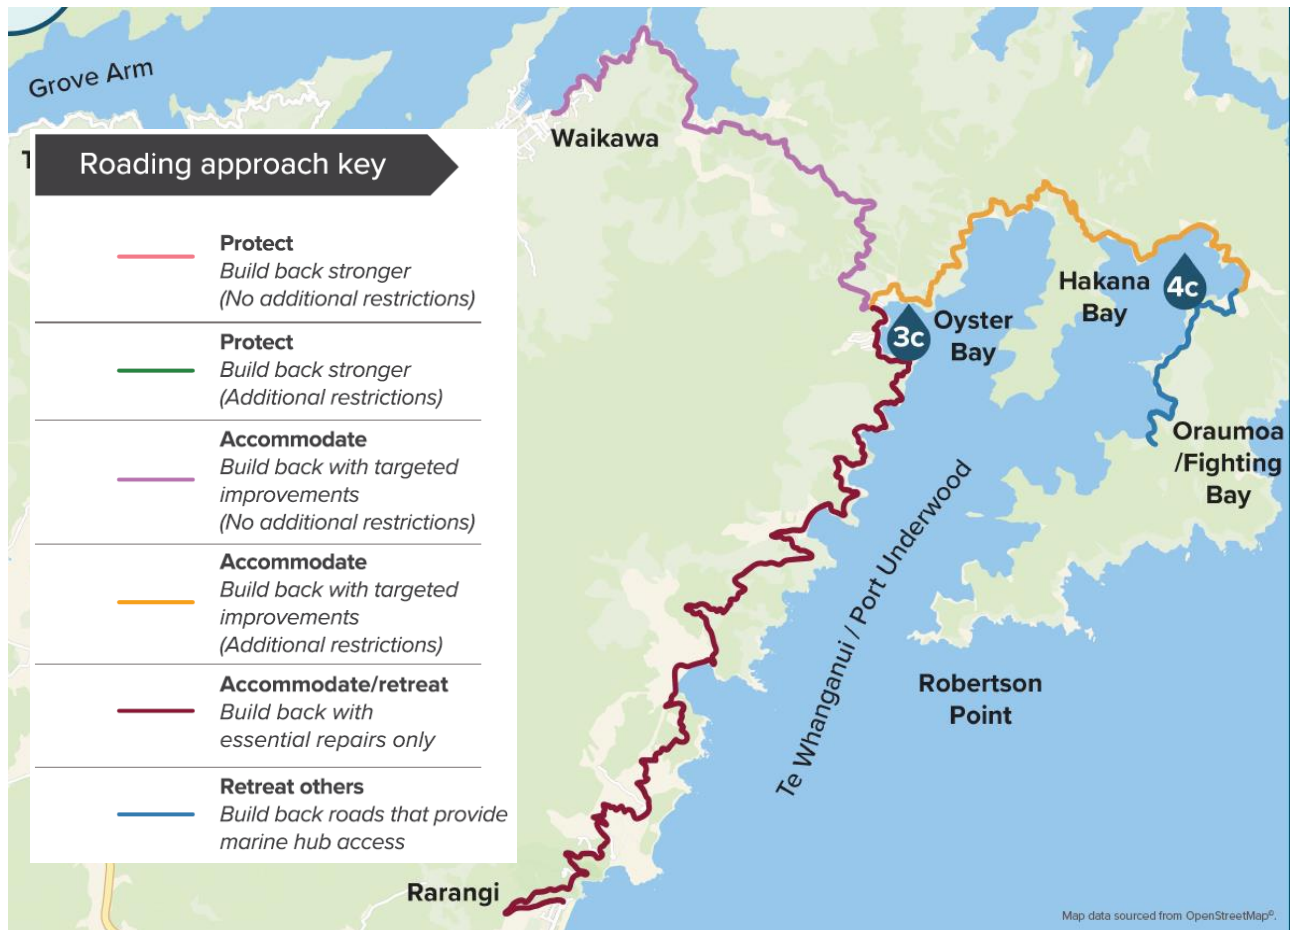 Grove Arm
T
Waikawa
Roading approach key
Protect
Build back stronger
(No additional restrictions)
Protect
Build back stronger
(Additional restrictions)
Accommodate
Build back with targeted
improvements
(No additional restrictions)
Accommodate
Build back with targeted
improvements
(Additional restrictions)
Accommodate/retreat
Build back with
essential repairs only
Retreat others
Build back roads that provide
marine hub access
Hakana
Bay
4c
3c
Oyster
Bay
Oraumoa
/Fighting
Bay
Te Whanganui / Port Underwood
Robertson
Point
Rarangi
Map data sourced from OpenStreetMap©.